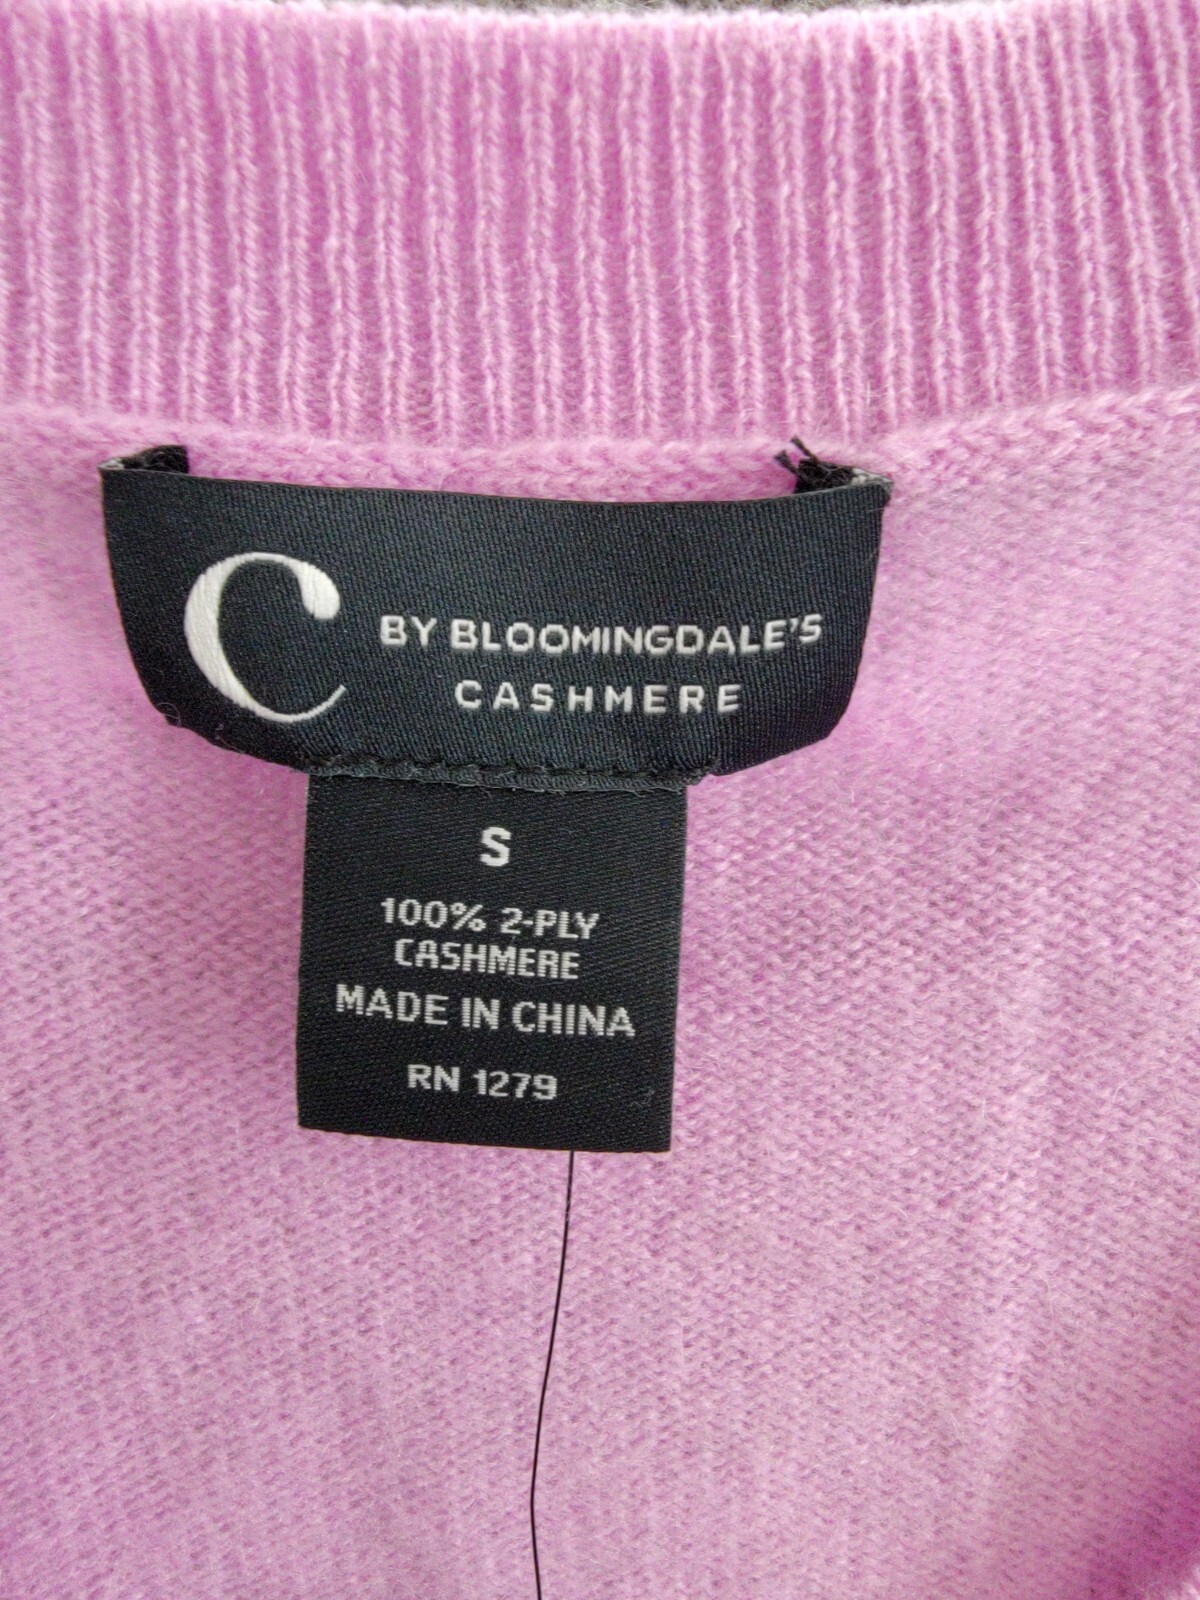 C BY BLOOMINGDALE'S
CASHMERE
S
100% 2-PLY
CASHMERE
MADE IN CHINA
RN 1279